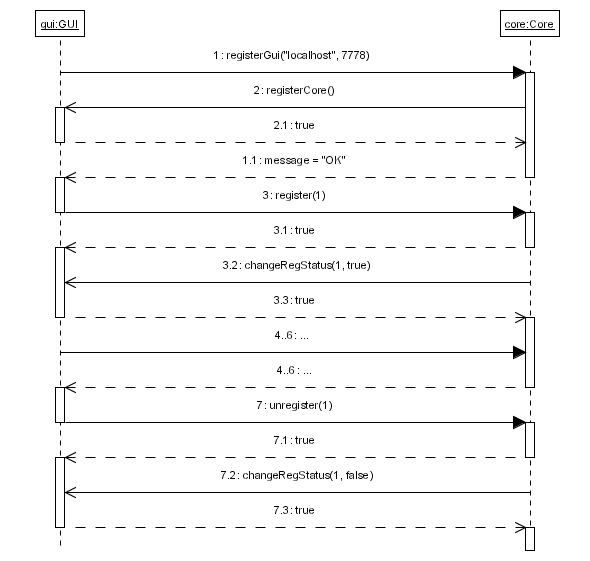 gui:GUI
core:Core
1 : registerGui("localhost", 7778)
2 : registerCore()
2.1 : true
1.1 : message = "OK"
3 : register(1)
3.1 : true
3.2 : changeRegStatus(1, true)
3.3 : true
4..6 : ...
4..6 : ...
7 : unregister(1)
7.1 : true
7.2 : changeRegStatus(1, false)
7.3 : true